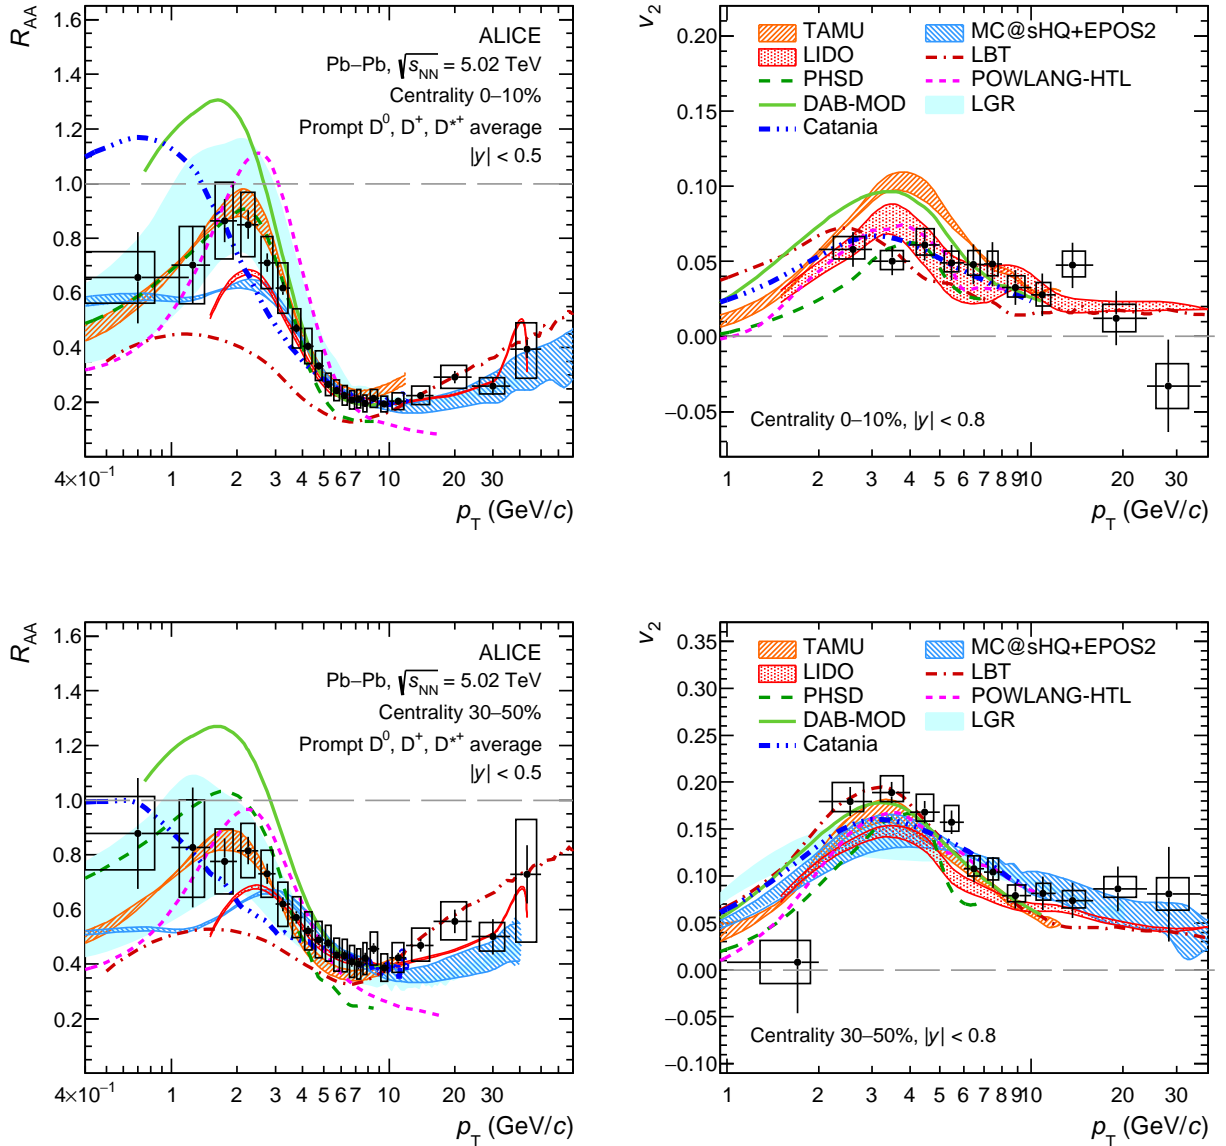 R_AA
1.6
1.4
1.2
1.0
0.8
0.6
0.4
0.2
ALICE
Pb–Pb, √s_NN = 5.02 TeV
Centrality 0–10%
Prompt D⁰, D⁺, D*⁺ average
|y| < 0.5
4×10⁻¹ 1 2 3 4 5 6 7 10 20 30
p_T (GeV/c)
v₂
0.20
0.15
0.10
0.05
0.00
−0.05
TAMU
LIDO
PHSD
DAB-MOD
Catania
MC@sHQ+EPOS2
LBT
POWLANG-HTL
LGR
Centrality 0–10%, |y| < 0.8
1 2 3 4 5 6 7 8 9 10 20 30
p_T (GeV/c)
R_AA
1.6
1.4
1.2
1.0
0.8
0.6
0.4
0.2
ALICE
Pb–Pb, √s_NN = 5.02 TeV
Centrality 30–50%
Prompt D⁰, D⁺, D*⁺ average
|y| < 0.5
4×10⁻¹ 1 2 3 4 5 6 7 10 20 30
p_T (GeV/c)
v₂
0.35
0.30
0.25
0.20
0.15
0.10
0.05
0.00
−0.05
−0.10
TAMU
LIDO
PHSD
DAB-MOD
Catania
MC@sHQ+EPOS2
LBT
POWLANG-HTL
LGR
Centrality 30–50%, |y| < 0.8
1 2 3 4 5 6 7 8 9 10 20 30
p_T (GeV/c)